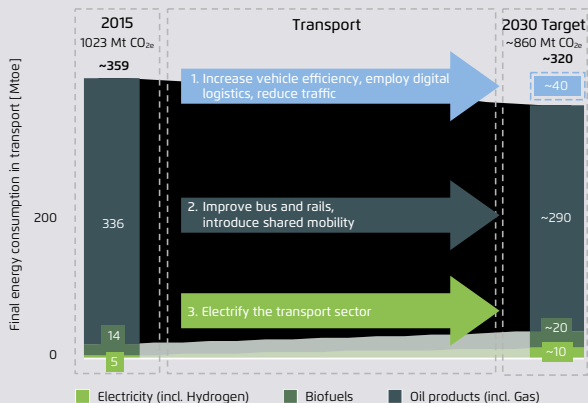 2015
1023 Mt CO2e
~359
Transport
2030 Target
~860 Mt CO2e
~320
Final energy consumption in transport [Mtoe]
200
0
336
14
5
1. Increase vehicle efficiency, employ digital
logistics, reduce traffic
2. Improve bus and rails,
introduce shared mobility
3. Electrify the transport sector
~40
~290
~20
~10
Electricity (incl. Hydrogen)
Biofuels
Oil products (incl. Gas)